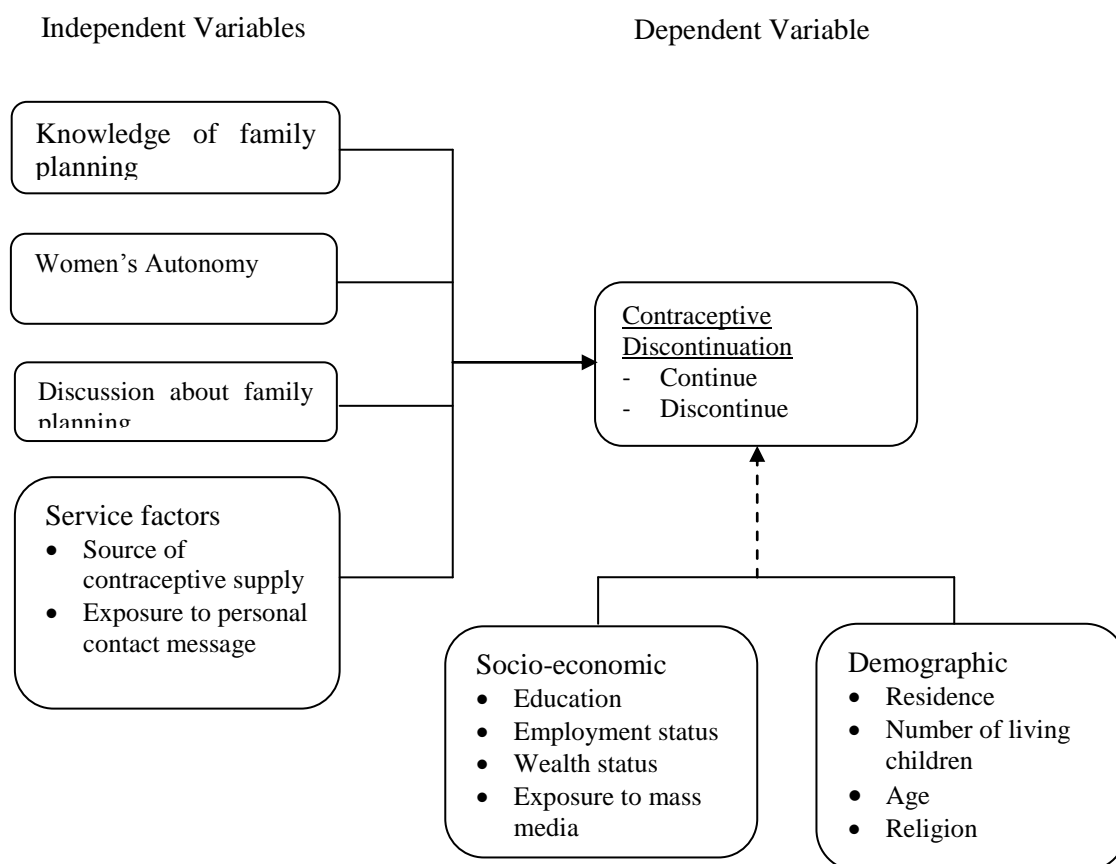 Independent Variables
Dependent Variable
Knowledge of family
planning
Women's Autonomy
Discussion about family
planning
Service factors
• Source of
contraceptive supply
• Exposure to personal
contact message
Contraceptive
Discontinuation
- Continue
- Discontinue
Socio-economic
• Education
• Employment status
• Wealth status
• Exposure to mass
media
Demographic
• Residence
• Number of living
children
• Age
• Religion